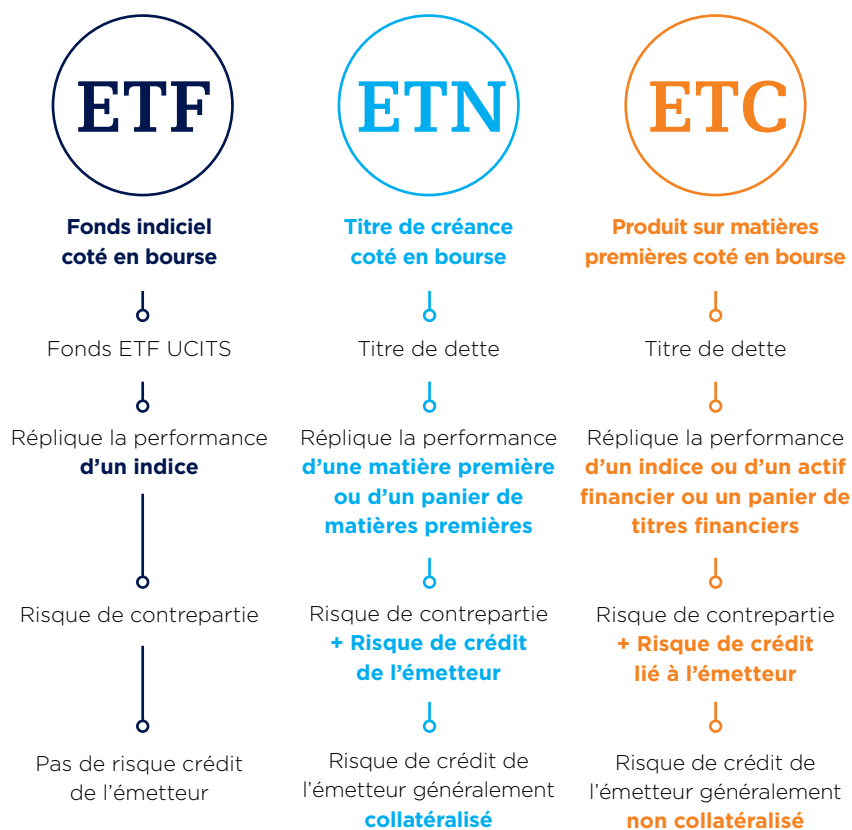 ETF
Fonds indiciel
coté en bourse
Fonds ETF UCITS
Réplique la performance
d’un indice
Risque de contrepartie
Pas de risque crédit
de l’émetteur
ETN
Titre de créance
coté en bourse
Titre de dette
Réplique la performance
d’une matière première
ou d’un panier de
matières premières
Risque de contrepartie
+ Risque de crédit
de l’émetteur
Risque de crédit de
l’émetteur généralement
collatéralisé
ETC
Produit sur matières
premières coté en bourse
Titre de dette
Réplique la performance
d’un indice ou d’un actif
financier ou un panier de
titres financiers
Risque de contrepartie
+ Risque de crédit
lié à l’émetteur
Risque de crédit de
l’émetteur généralement
non collatéralisé